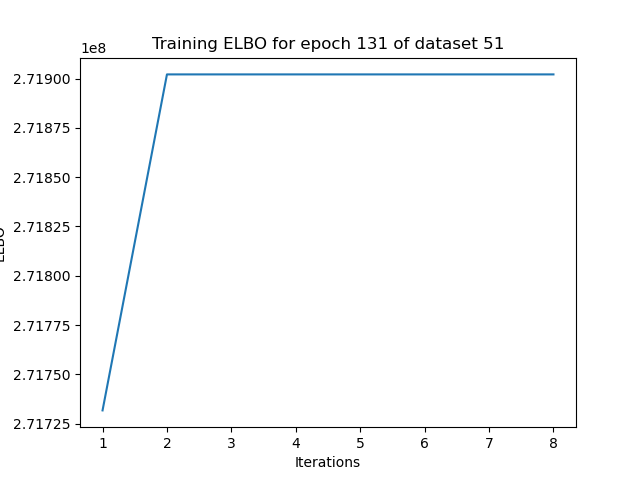 Training ELBO for epoch 131 of dataset 51
1e8
2.71900
2.71875
2.71850
2.71825
2.71800
2.71775
2.71750
2.71725
ELBO
1 2 3 4 5 6 7 8
Iterations